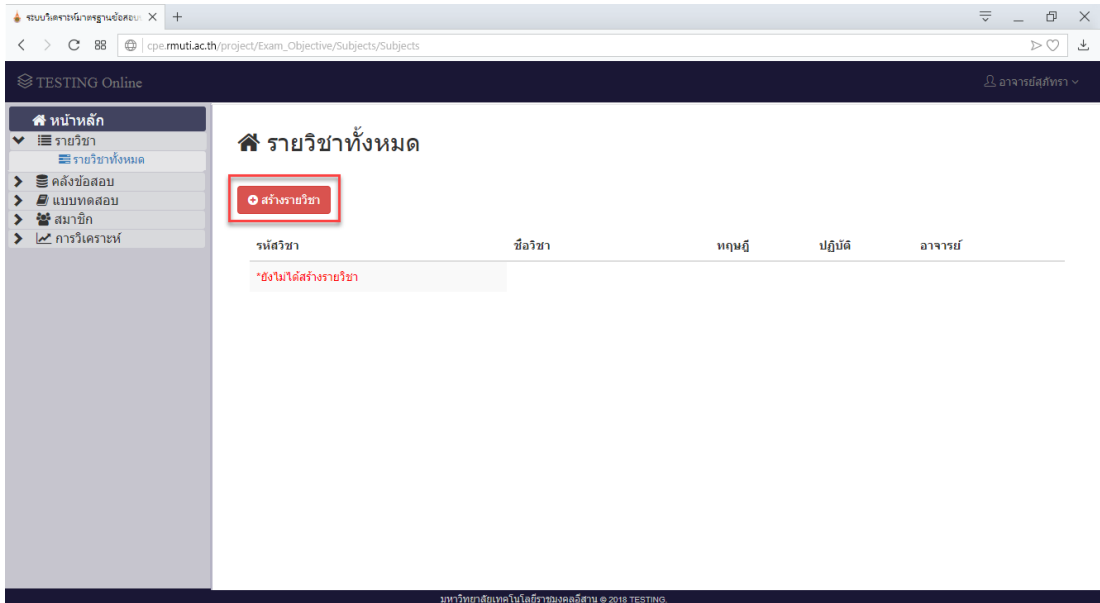 ระบบวิเคราะห์มาตรฐานข้อสอบ
cpe.rmuti.ac.th/project/Exam_Objective/Subjects/Subjects
TESTING Online
อาจารย์สุภัทรา
หน้าหลัก
รายวิชา
รายวิชาทั้งหมด
คลังข้อสอบ
แบบทดสอบ
สมาชิก
การวิเคราะห์
รายวิชาทั้งหมด
สร้างรายวิชา
รหัสวิชา ชื่อวิชา ทฤษฎี ปฏิบัติ อาจารย์
*ยังไม่ได้สร้างรายวิชา
มหาวิทยาลัยเทคโนโลยีราชมงคลอีสาน © 2018 TESTING.